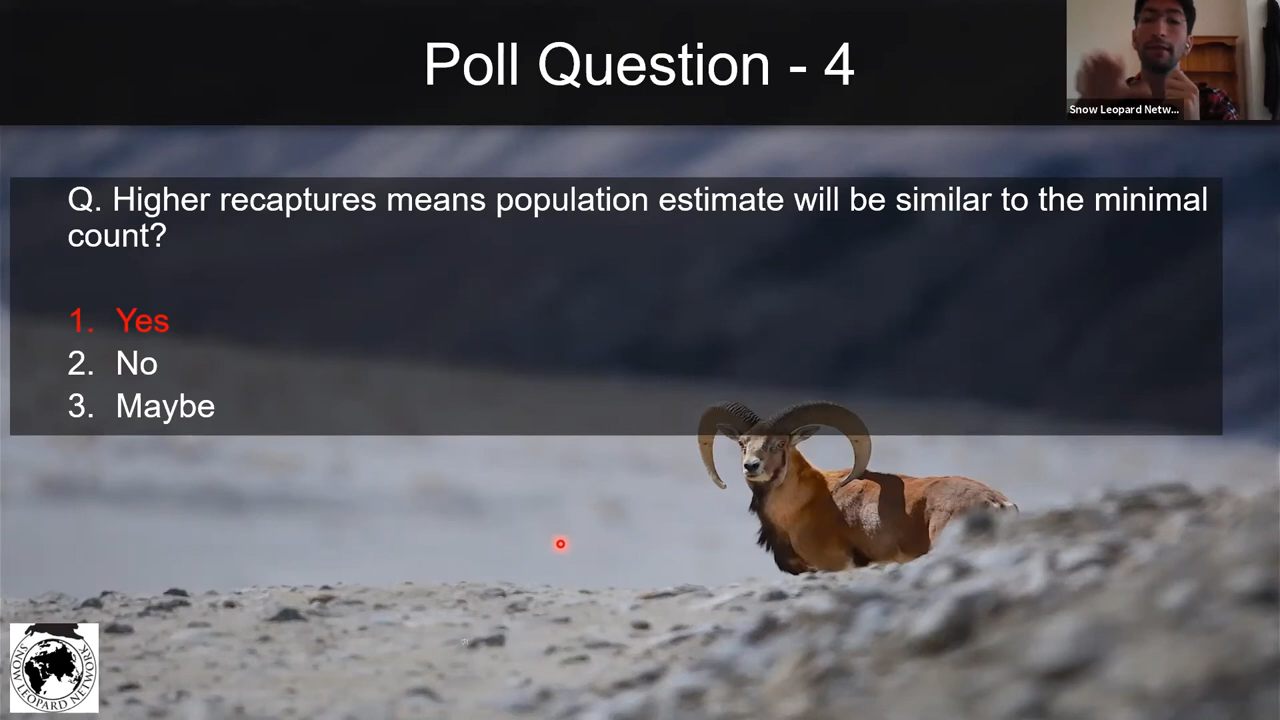 Poll Question - 4
Snow Leopard Netw...
Q. Higher recaptures means population estimate will be similar to the minimal
count?
1. Yes
2. No
3. Maybe
SNOW LEOPARD NETWORK